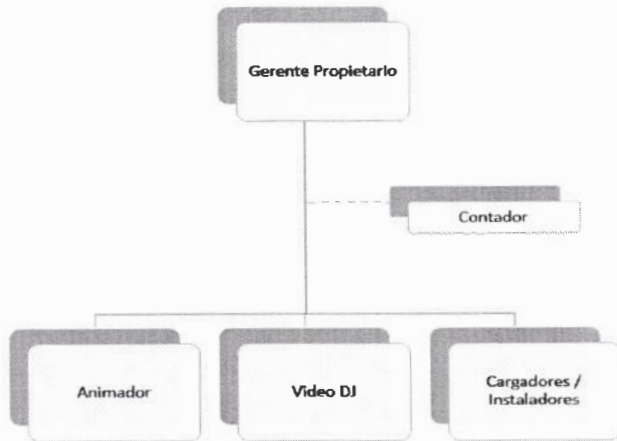 Gerente Propietario
Contador
Animador
Video DJ
Cargadores /
Instaladores